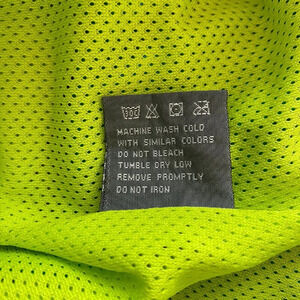 MACHINE WASH COLD
WITH SIMILAR COLORS
DO NOT BLEACH
TUMBLE DRY LOW
REMOVE PROMPTLY
DO NOT IRON